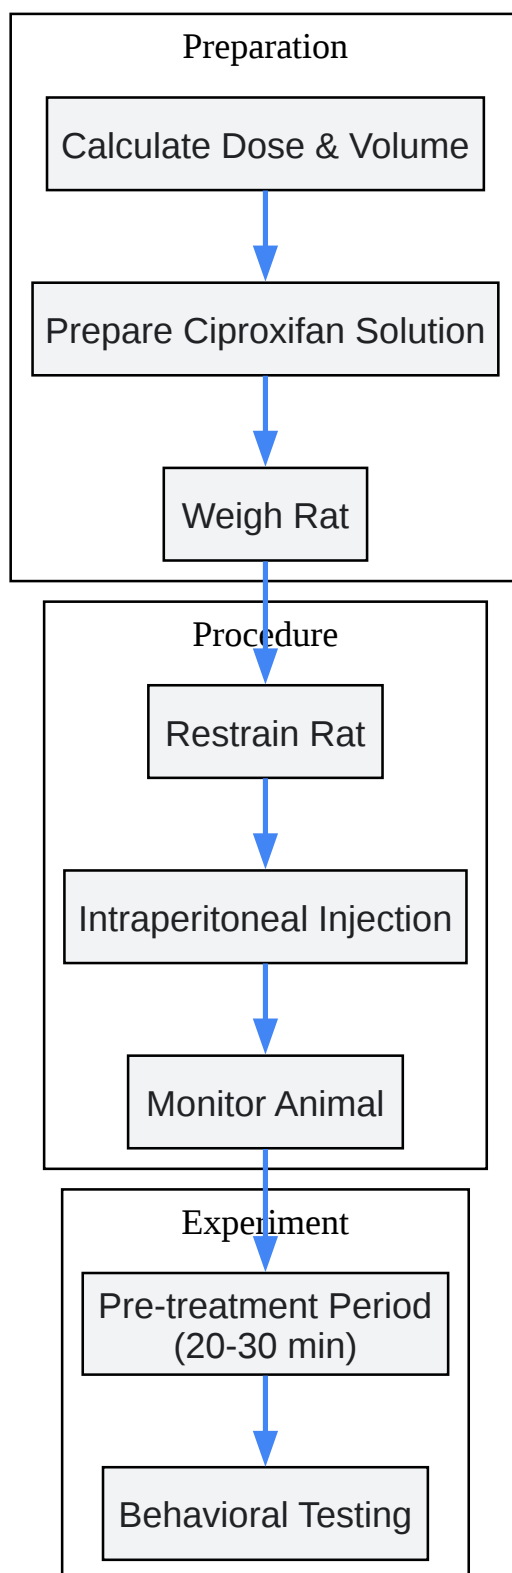 Preparation
Calculate Dose & Volume
Prepare Ciproxifan Solution
Weigh Rat
Procedure
Restrain Rat
Intraperitoneal Injection
Monitor Animal
Experiment
Pre-treatment Period
(20-30 min)
Behavioral Testing